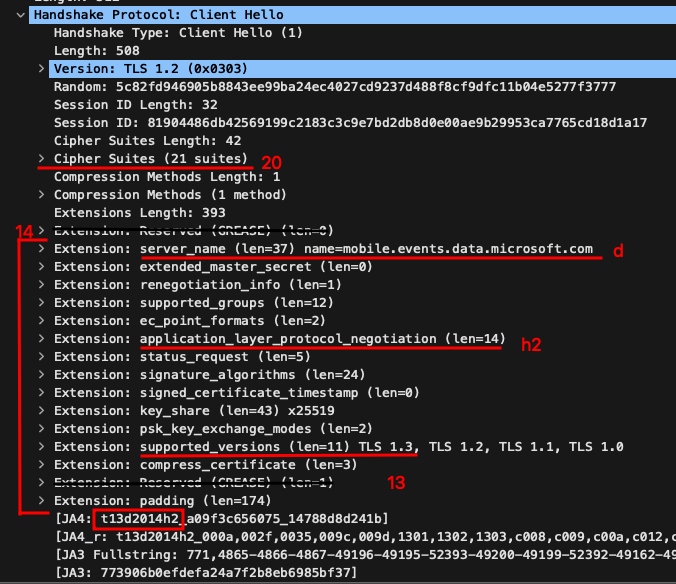 Handshake Protocol: Client Hello
Handshake Type: Client Hello (1)
Length: 508
Version: TLS 1.2 (0x0303)
Random: 5c82fd946905b8843ee99ba24ec4027cd9237d488f8cf9dfc11b04e5277f3777
Session ID Length: 32
Session ID: 81904486db42569199c2183c3c9e7bd2db8d0e00ae9b29953ca7765cd18d1a17
Cipher Suites Length: 42
Cipher Suites (21 suites) 20
Compression Methods Length: 1
Compression Methods (1 method)
Extensions Length: 393
14 Extension: Reserved (GREASE) (len=0)
Extension: server_name (len=37) name=mobile.events.data.microsoft.com d
Extension: extended_master_secret (len=0)
Extension: renegotiation_info (len=1)
Extension: supported_groups (len=12)
Extension: ec_point_formats (len=2)
Extension: application_layer_protocol_negotiation (len=14) h2
Extension: status_request (len=5)
Extension: signature_algorithms (len=24)
Extension: signed_certificate_timestamp (len=0)
Extension: key_share (len=43) x25519
Extension: psk_key_exchange_modes (len=2)
Extension: supported_versions (len=11) TLS 1.3, TLS 1.2, TLS 1.1, TLS 1.0
Extension: compress_certificate (len=3)
Extension: Reserved (GREASE) (len=1) 13
Extension: padding (len=174)
[JA4: t13d2014h2_a09f3c656075_14788d8d241b]
[JA4_r: t13d2014h2_000a,002f,0035,009c,009d,1301,1302,1303,c008,c009,c00a,c012,c
[JA3 Fullstring: 771,4865-4866-4867-49196-49195-52393-49200-49199-52392-49162-49
[JA3: 773906b0efdefa24a7f2b8eb6985bf37]